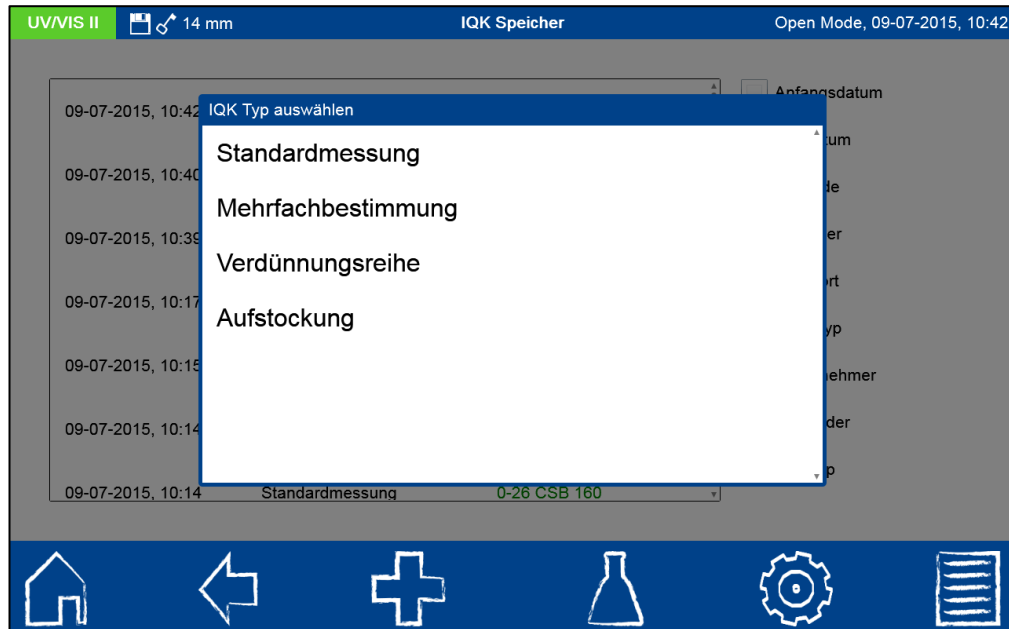 UV/VIS II 14 mm IQK Speicher Open Mode, 09-07-2015, 10:42
Anfangsdatum
09-07-2015, 10:42
IQK Typ auswählen
Standardmessung
09-07-2015, 10:40
Mehrfachbestimmung
09-07-2015, 10:39
Verdünnungsreihe
09-07-2015, 10:17
Aufstockung
09-07-2015, 10:15
09-07-2015, 10:14
09-07-2015, 10:14 Standardmessung 0-26 CSB 160